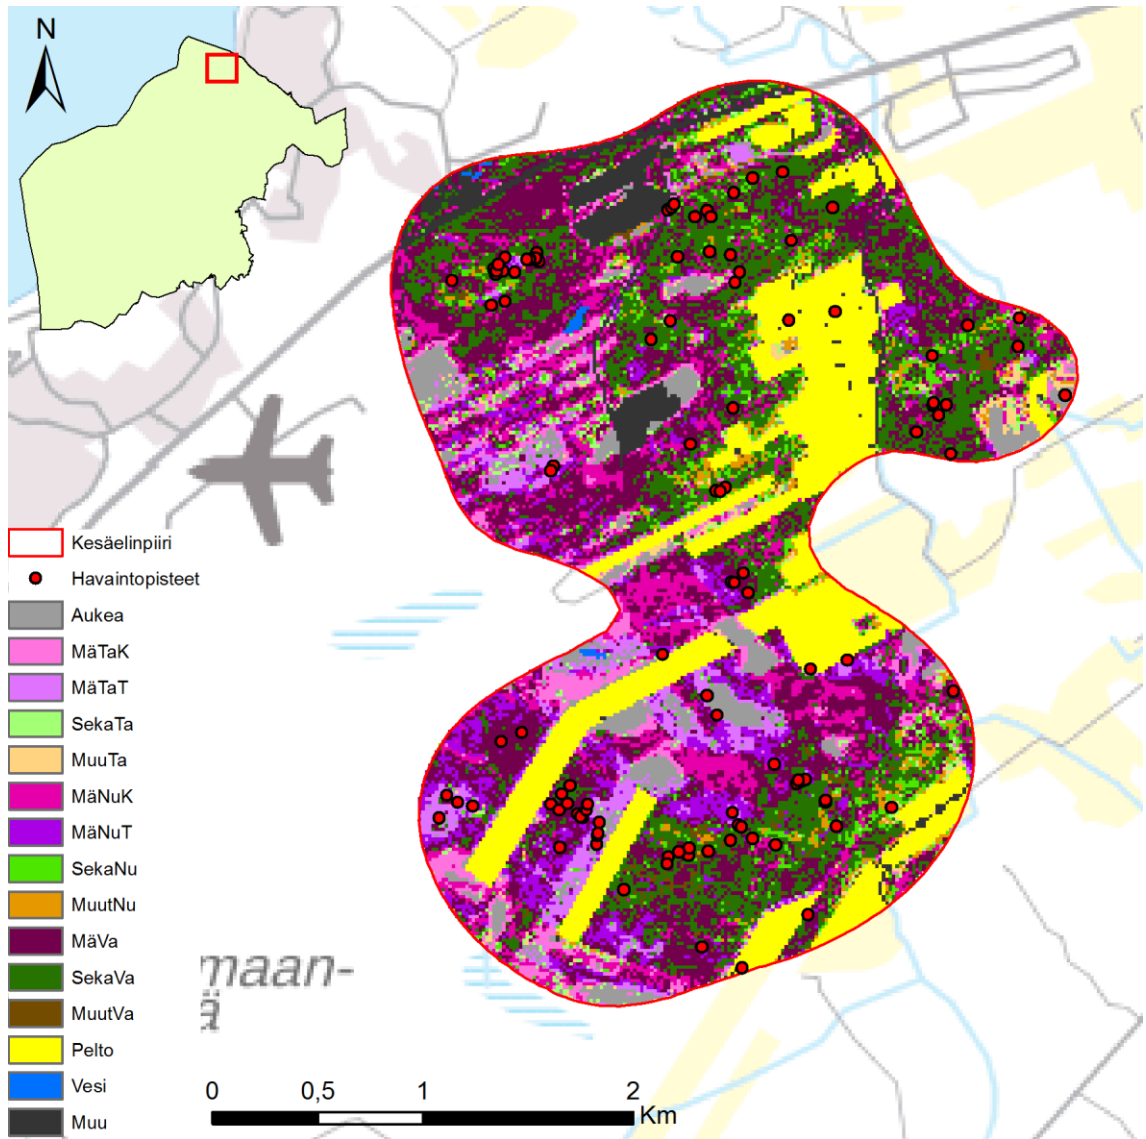 N
Kesäelinpiiri
Havaintopisteet
Aukea
MäTaK
MäTaT
SekaTa
MuuTa
MäNuK
MäNuT
SekaNu
MuutNu
MäVa
SekaVa
MuutVa
Pelto
Vesi
Muu
maan-
ä
0 0,5 1 2
Km